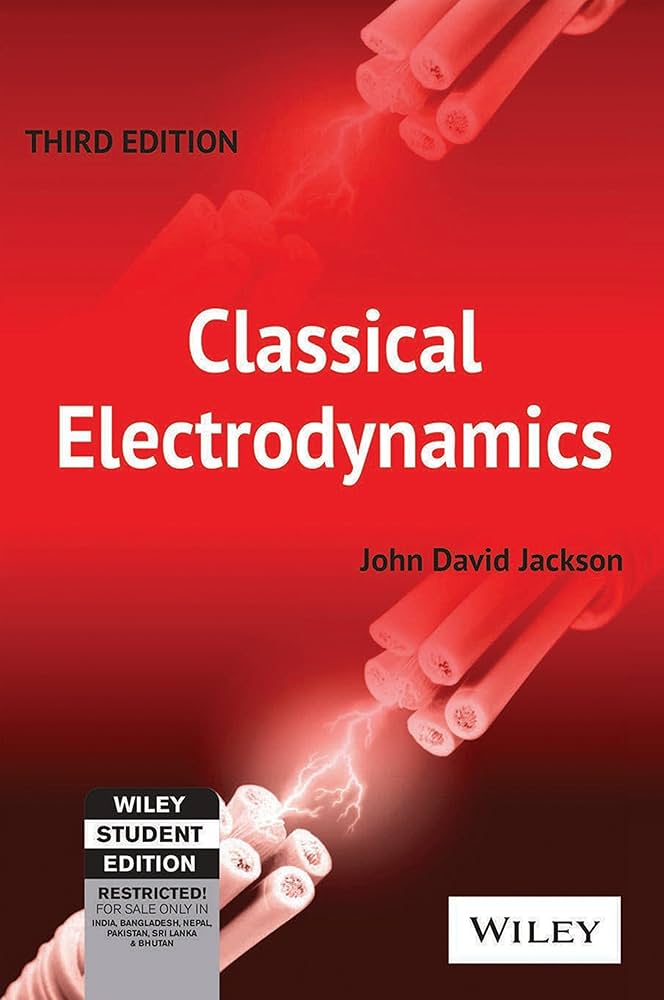 THIRD EDITION
Classical
Electrodynamics
John David Jackson
WILEY
STUDENT
EDITION
RESTRICTED!
FOR SALE ONLY IN
INDIA, BANGLADESH, NEPAL,
PAKISTAN, SRI LANKA
& BHUTAN
WILEY